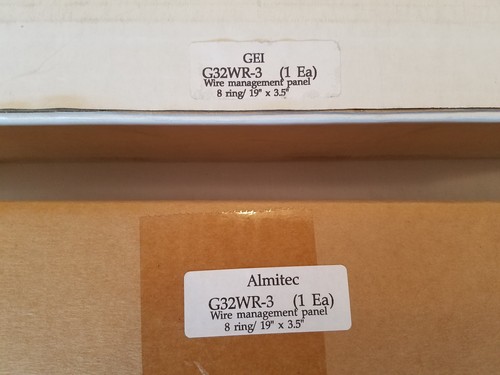 GEI
G32WR-3 (1 Ea)
Wire management panel
8 ring/ 19" x 3.5"
Almitec
G32WR-3 (1 Ea)
Wire management panel
8 ring/ 19" x 3.5"